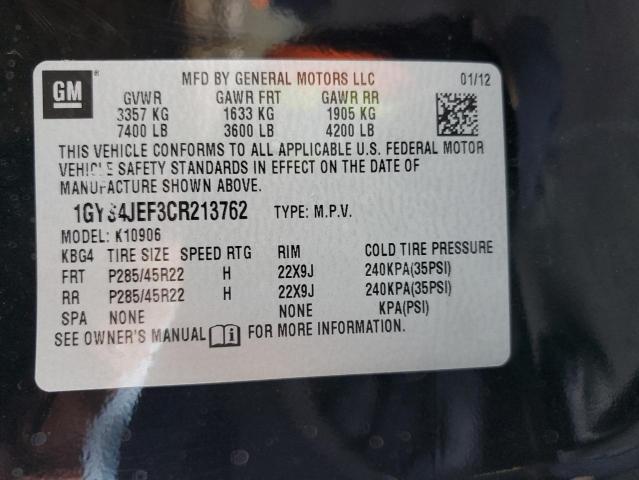 GM ®
MFD BY GENERAL MOTORS LLC 01/12
GVWR GAWR FRT GAWR RR
3357 KG 1633 KG 1905 KG
7400 LB 3600 LB 4200 LB
THIS VEHICLE CONFORMS TO ALL APPLICABLE U.S. FEDERAL MOTOR
VEHICLE SAFETY STANDARDS IN EFFECT ON THE DATE OF
MANUFACTURE SHOWN ABOVE.
TYPE: M.P.V.
MODEL: K10906
KBG4 TIRE SIZE SPEED RTG RIM COLD TIRE PRESSURE
FRT P285/45R22 H 22X9J 240KPA(35PSI)
RR P285/45R22 H 22X9J 240KPA(35PSI)
SPA NONE NONE KPA(PSI)
SEE OWNER'S MANUAL FOR MORE INFORMATION.